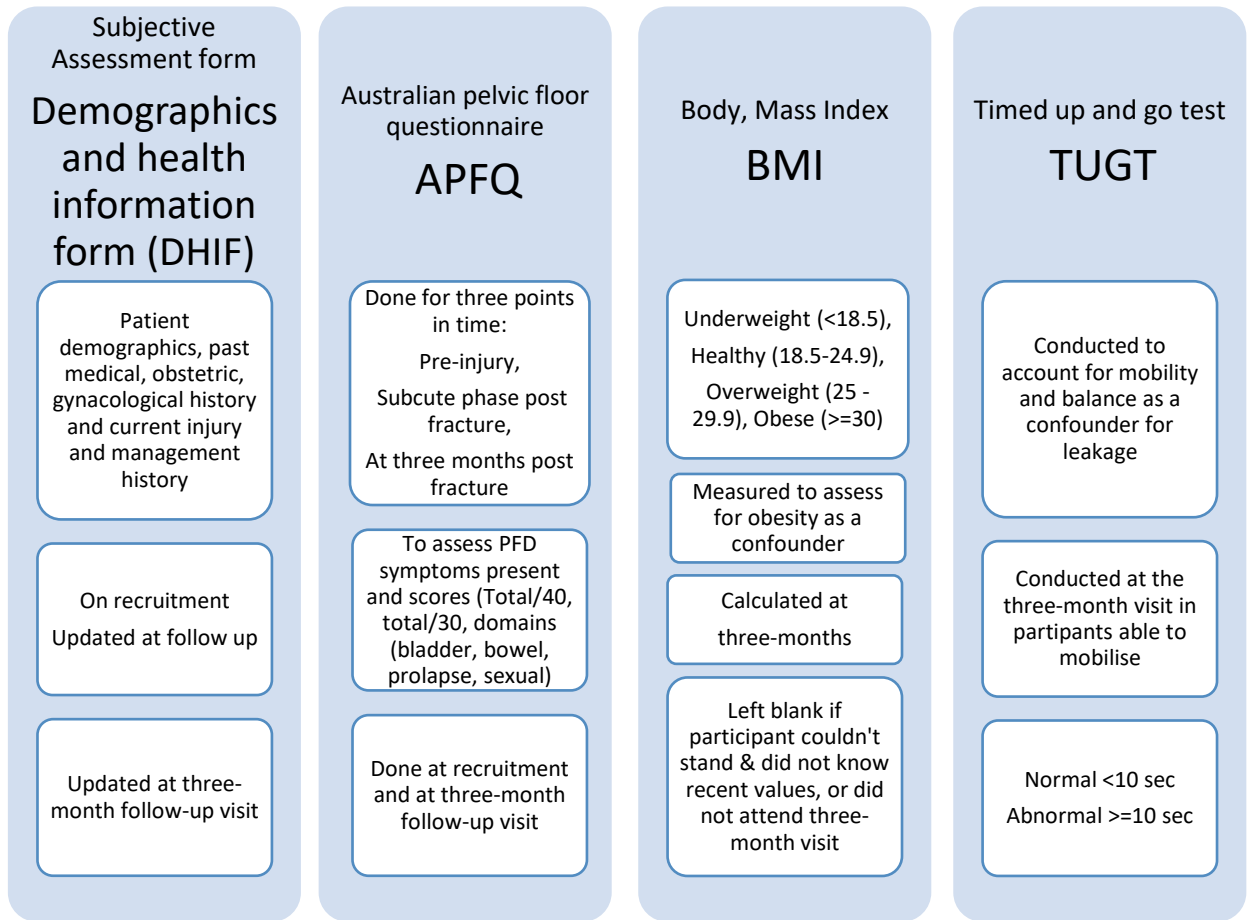 Subjective
Assessment form
Demographics
and health
information
form (DHIF)
Patient
demographics, past
medical, obstetric,
gynacological history
and current injury
and management
history
On recruitment
Updated at follow up
Updated at three-
month follow-up visit
Australian pelvic floor
questionnaire
APFQ
Done for three points
in time:
Pre-injury,
Subcute phase post
fracture,
At three months post
fracture
To assess PFD
symptoms present
and scores (Total/40,
total/30, domains
(bladder, bowel,
prolapse, sexual)
Done at recruitment
and at three-month
follow-up visit
Body, Mass Index
BMI
Underweight (<18.5),
Healthy (18.5-24.9),
Overweight (25 -
29.9), Obese (>=30)
Measured to assess
for obesity as a
confounder
Calculated at
three-months
Left blank if
participant couldn't
stand & did not know
recent values, or did
not attend three-
month visit
Timed up and go test
TUGT
Conducted to
account for mobility
and balance as a
confounder for
leakage
Conducted at the
three-month visit in
partipants able to
mobilise
Normal <10 sec
Abnormal >=10 sec